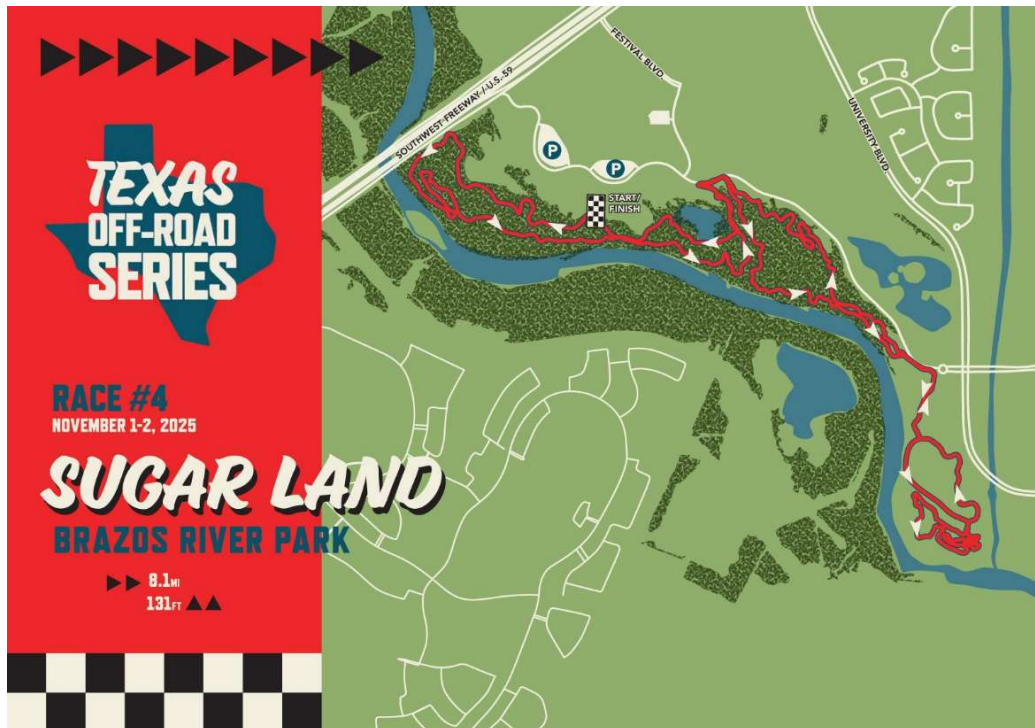 TEXAS
OFF-ROAD
SERIES
RACE #4
NOVEMBER 1-2, 2025
SUGAR LAND
BRAZOS RIVER PARK
8.1MI
131FT
SOUTHWEST FREEWAY / U.S. 59
FESTIVAL BLVD.
UNIVERSITY BLVD.
P
P
START/
FINISH